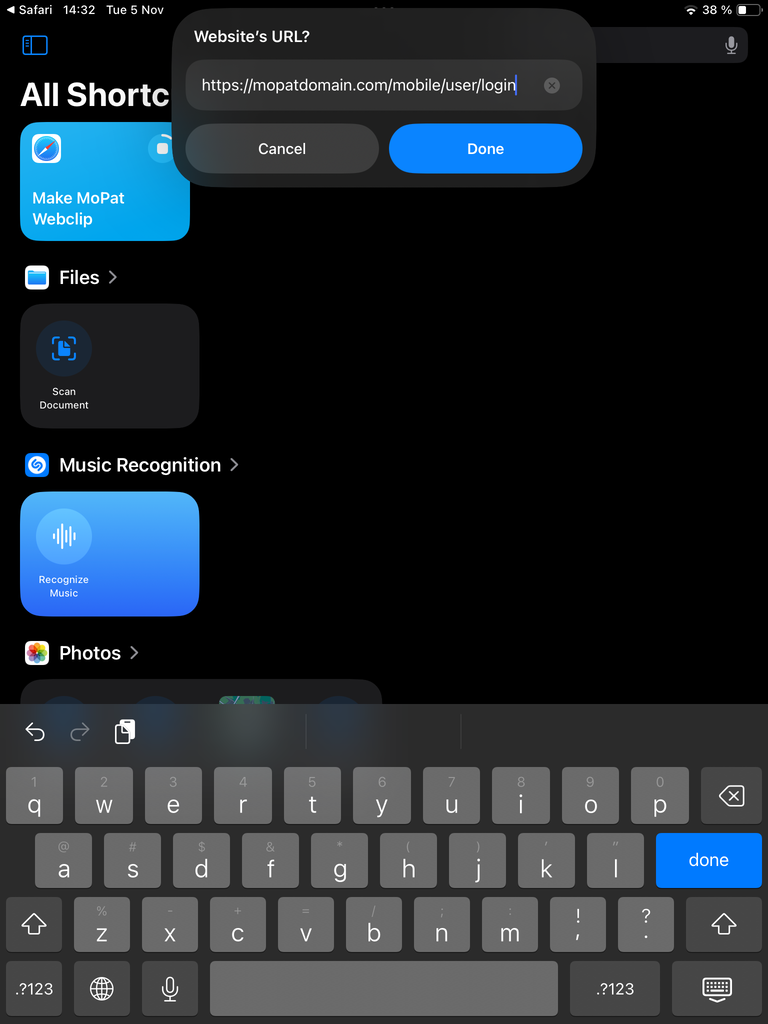 Safari 14:32 Tue 5 Nov 38 %
Website's URL?
https://mopatdomain.com/mobile/user/login
Cancel Done
All Shortc
Make MoPat
Webclip
Files
Scan
Document
Music Recognition
Recognize
Music
Photos
1 2 3 4 5 6 7 8 9 0
q w e r t y u i o p
@ # $ & * ( ) ' "
a s d f g h j k l done
% - + = / ; : ! ?
z x c v b n m , .
.?123 .?123